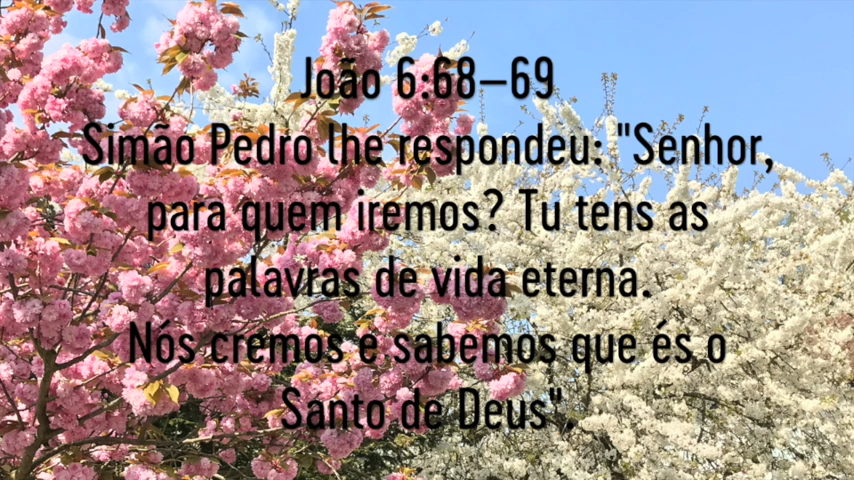 João 6:68–69
Simão Pedro lhe respondeu: "Senhor,
para quem iremos? Tu tens as
palavras de vida eterna.
Nós cremos e sabemos que és o
Santo de Deus".